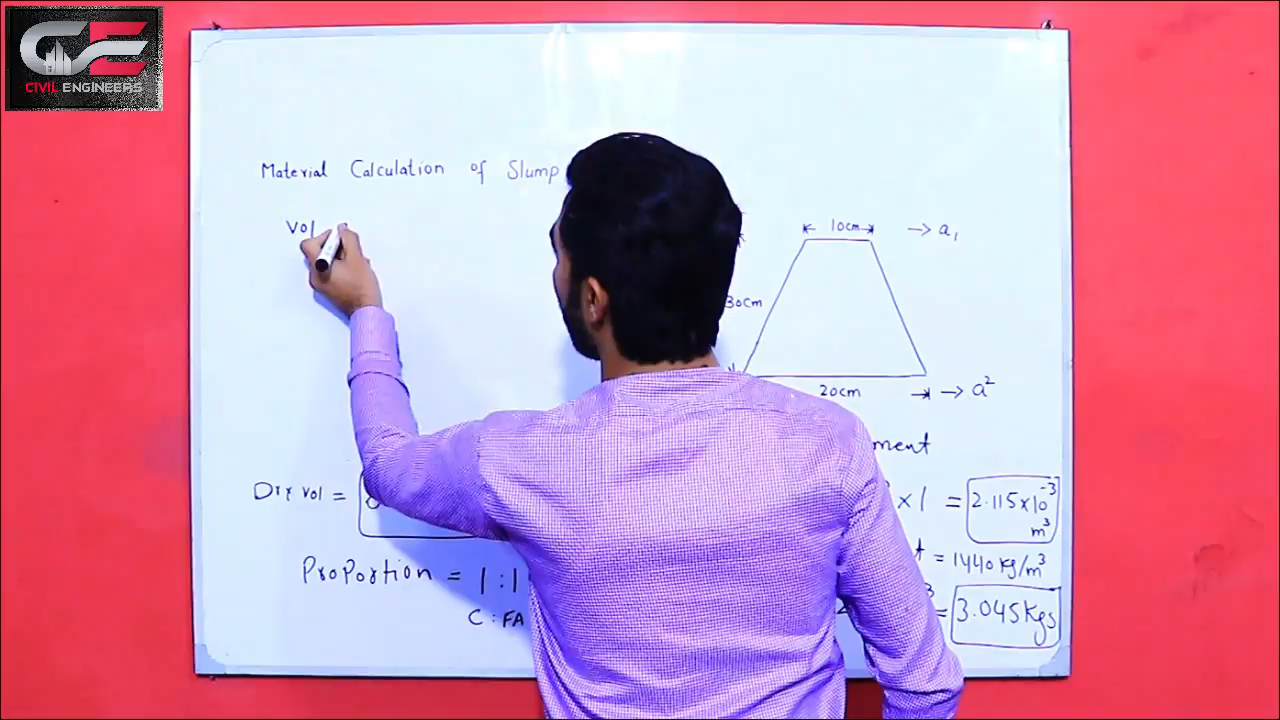 CE
CIVIL ENGINEERS
Material Calculation of Slump
Vol
10cm → a₁
30cm
20cm → a²
Dry vol =
× 1 = 2.115×10⁻³ m³
= 1440 kg/m³
Proportion = 1:1
C : FA
= 3.045 Kgs